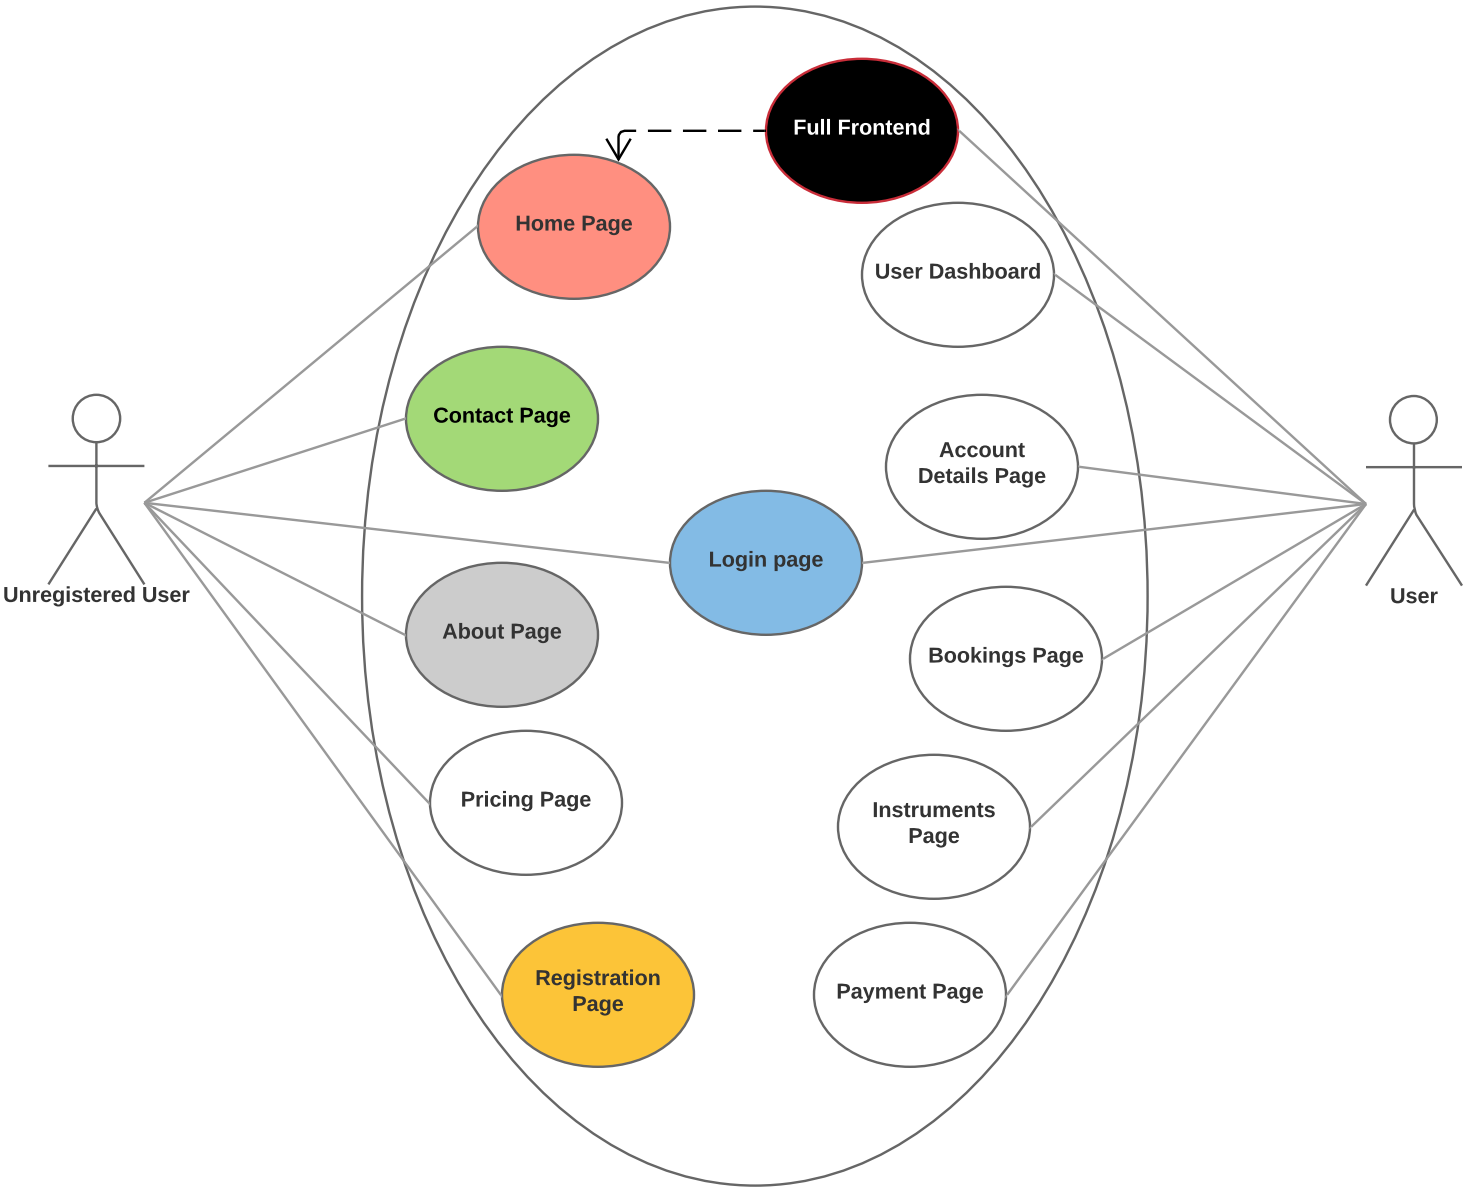 Full Frontend
Home Page
User Dashboard
Contact Page
Account
Details Page
Login page
Unregistered User
User
About Page
Bookings Page
Pricing Page
Instruments
Page
Registration
Page
Payment Page